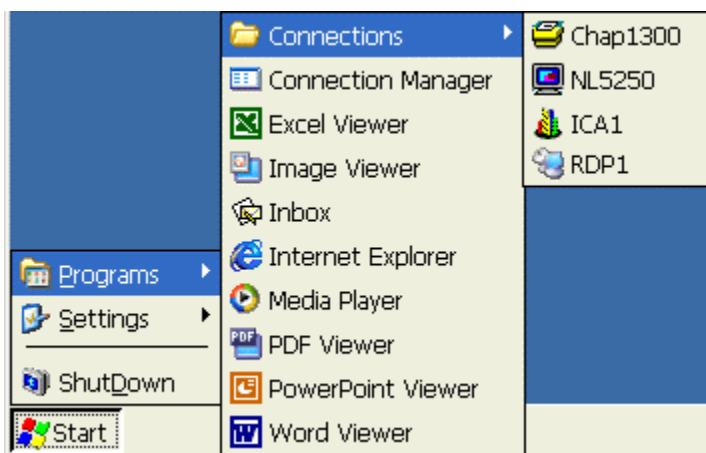 Connections
Connection Manager
Excel Viewer
Image Viewer
Inbox
Internet Explorer
Media Player
PDF Viewer
PowerPoint Viewer
Word Viewer
Chap1300
NL5250
ICA1
RDP1
Programs
Settings
ShutDown
Start